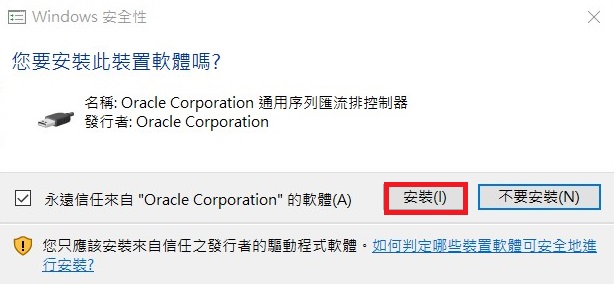 Windows 安全性
您要安裝此裝置軟體嗎?
名稱: Oracle Corporation 通用序列匯流排控制器
發行者: Oracle Corporation
永遠信任來自 "Oracle Corporation" 的軟體(A)
安裝(I)
不要安裝(N)
您只應該安裝來自信任之發行者的驅動程式軟體。如何判定哪些裝置軟體可安全地進
行安裝?